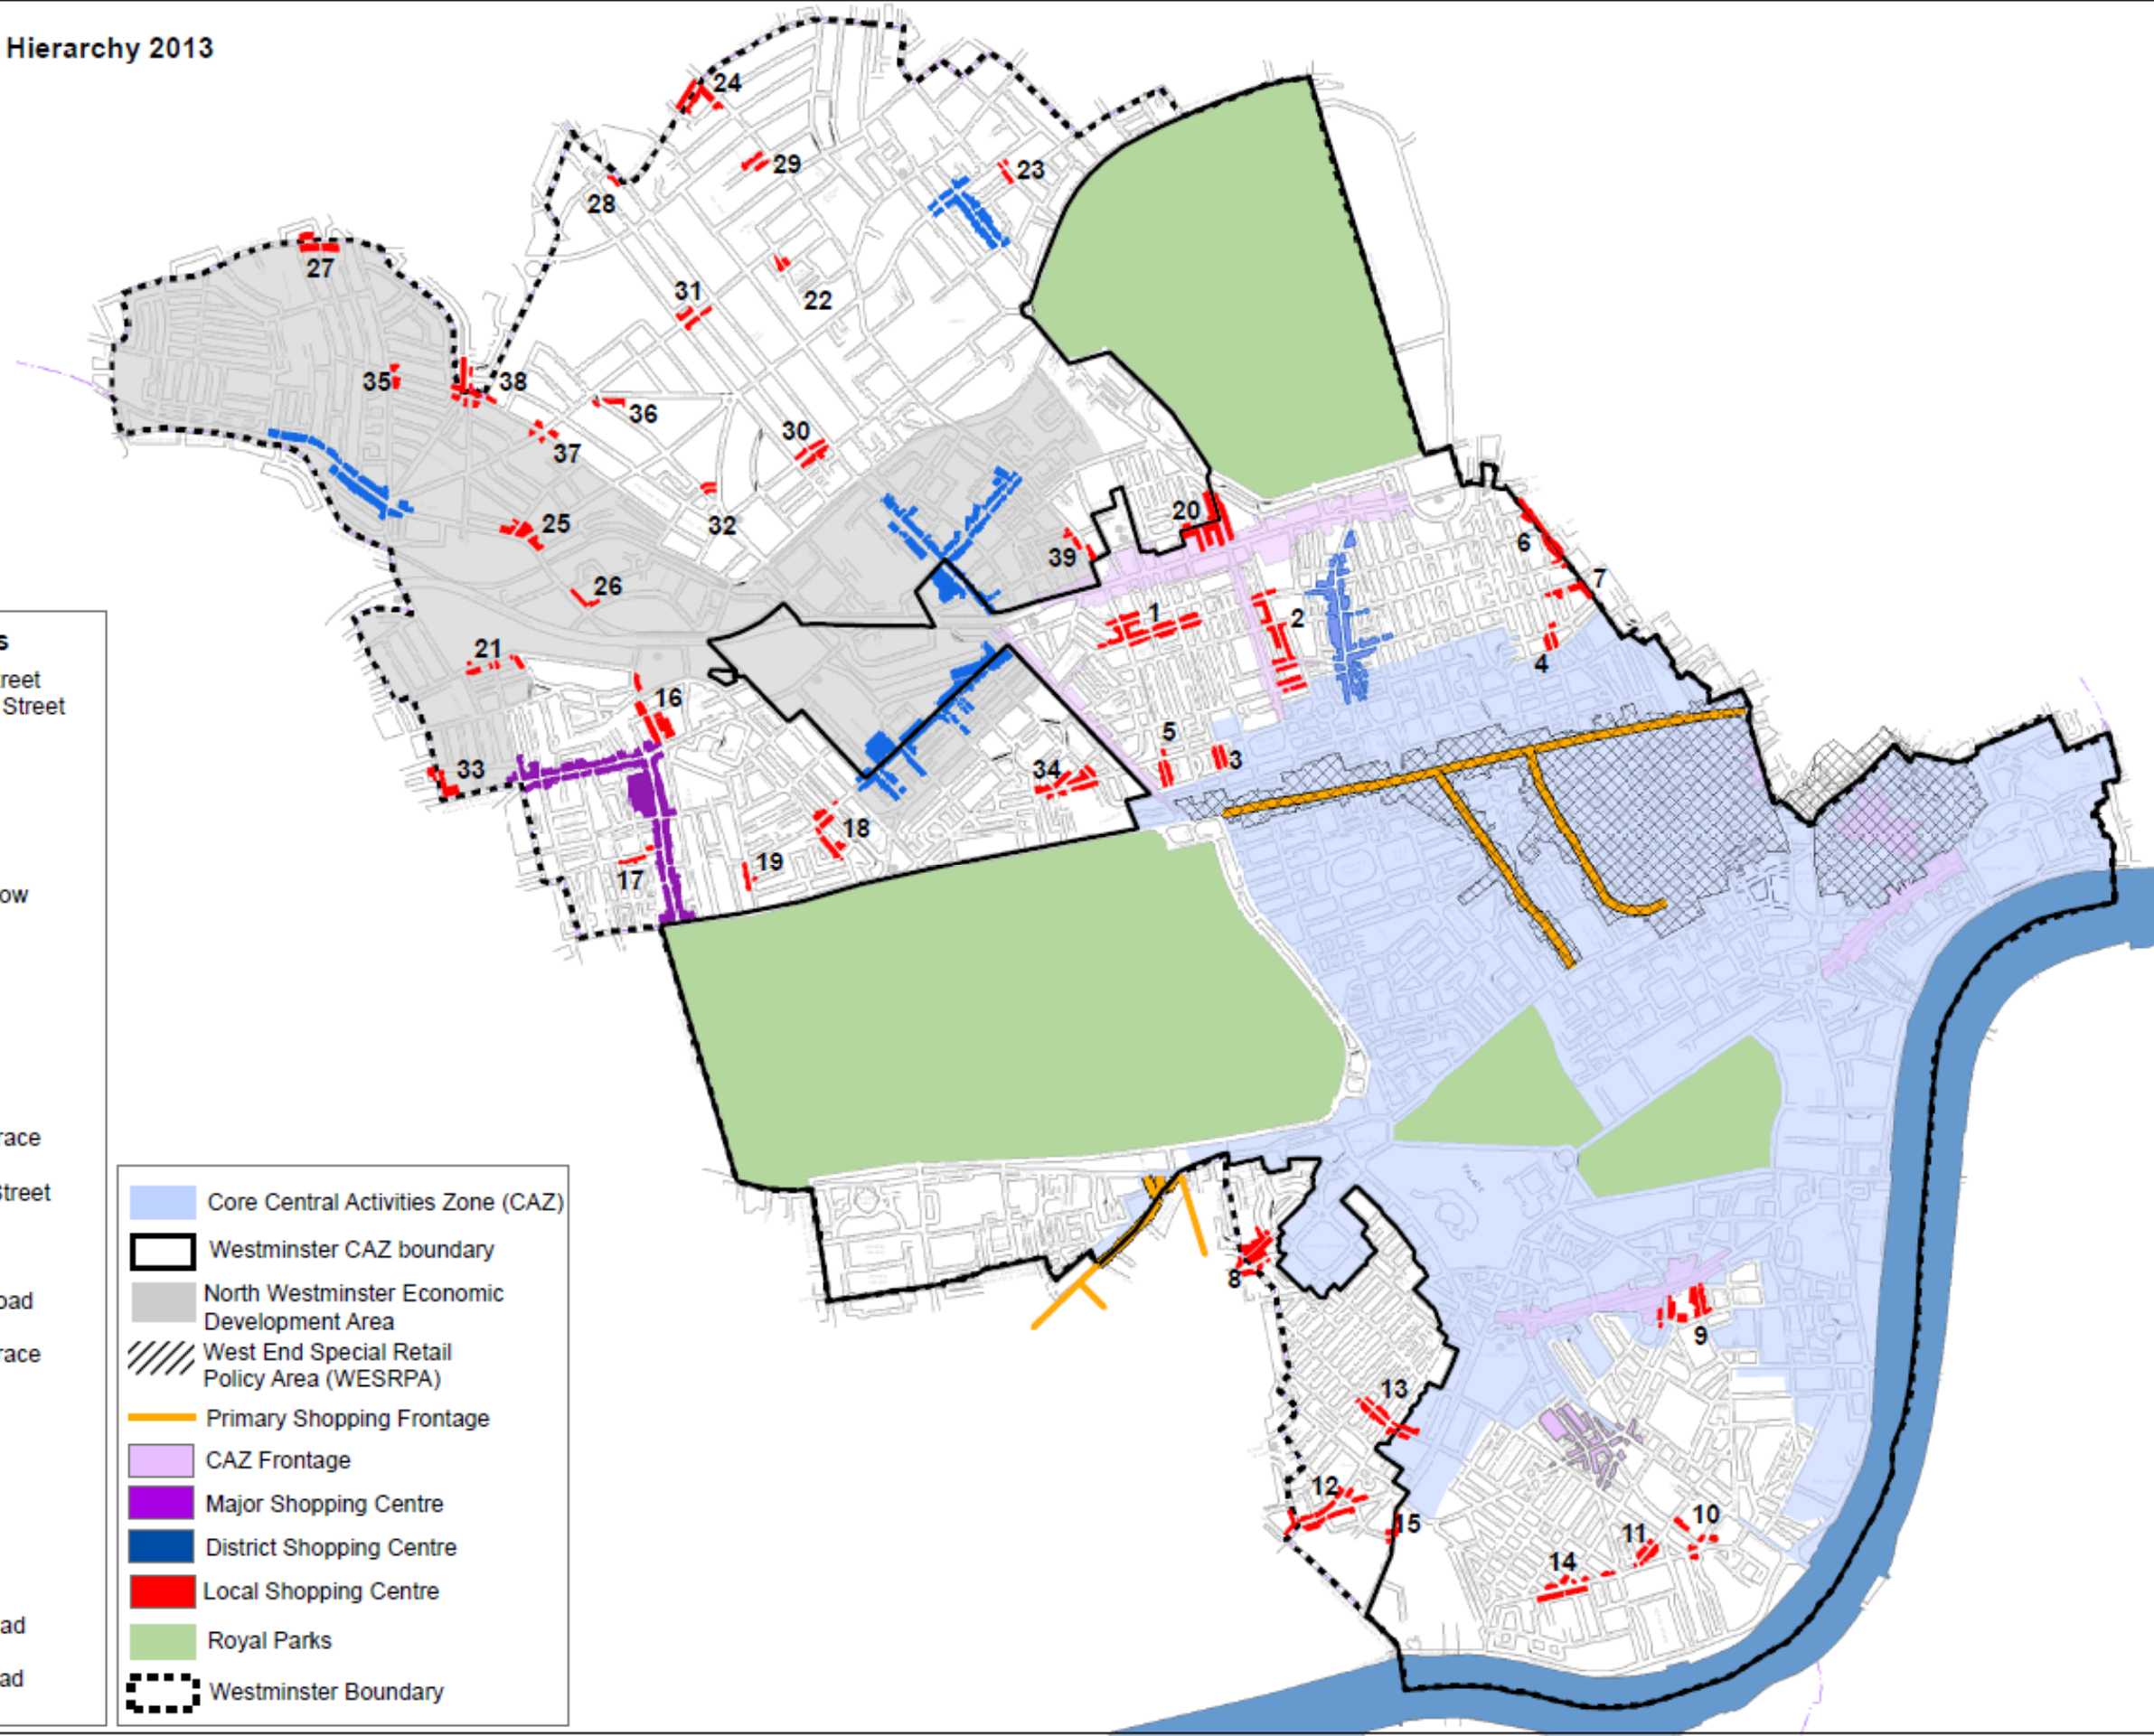 Hierarchy 2013
24
29
23
28
27
22
31
35
38
36
37
30
25
32
20
39
6
7
26
1
2
4
21
16
5
3
33
34
18
19
17
s
reet
Street
ow
race
Street
oad
race
ad
ad
Core Central Activities Zone (CAZ)
Westminster CAZ boundary
North Westminster Economic
Development Area
West End Special Retail
Policy Area (WESRPA)
Primary Shopping Frontage
CAZ Frontage
Major Shopping Centre
District Shopping Centre
Local Shopping Centre
Royal Parks
Westminster Boundary
PALACE
8
9
13
12
15
10
11
14